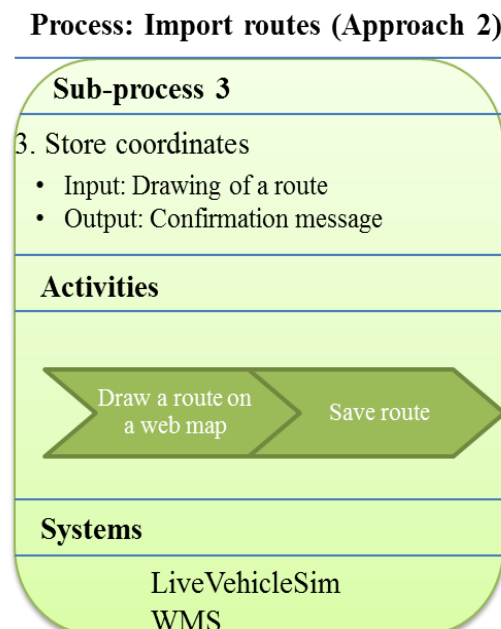 Process: Import routes (Approach 2)
Sub-process 3
3. Store coordinates
• Input: Drawing of a route
• Output: Confirmation message
Activities
Draw a route on
a web map
Save route
Systems
LiveVehicleSim
WMS